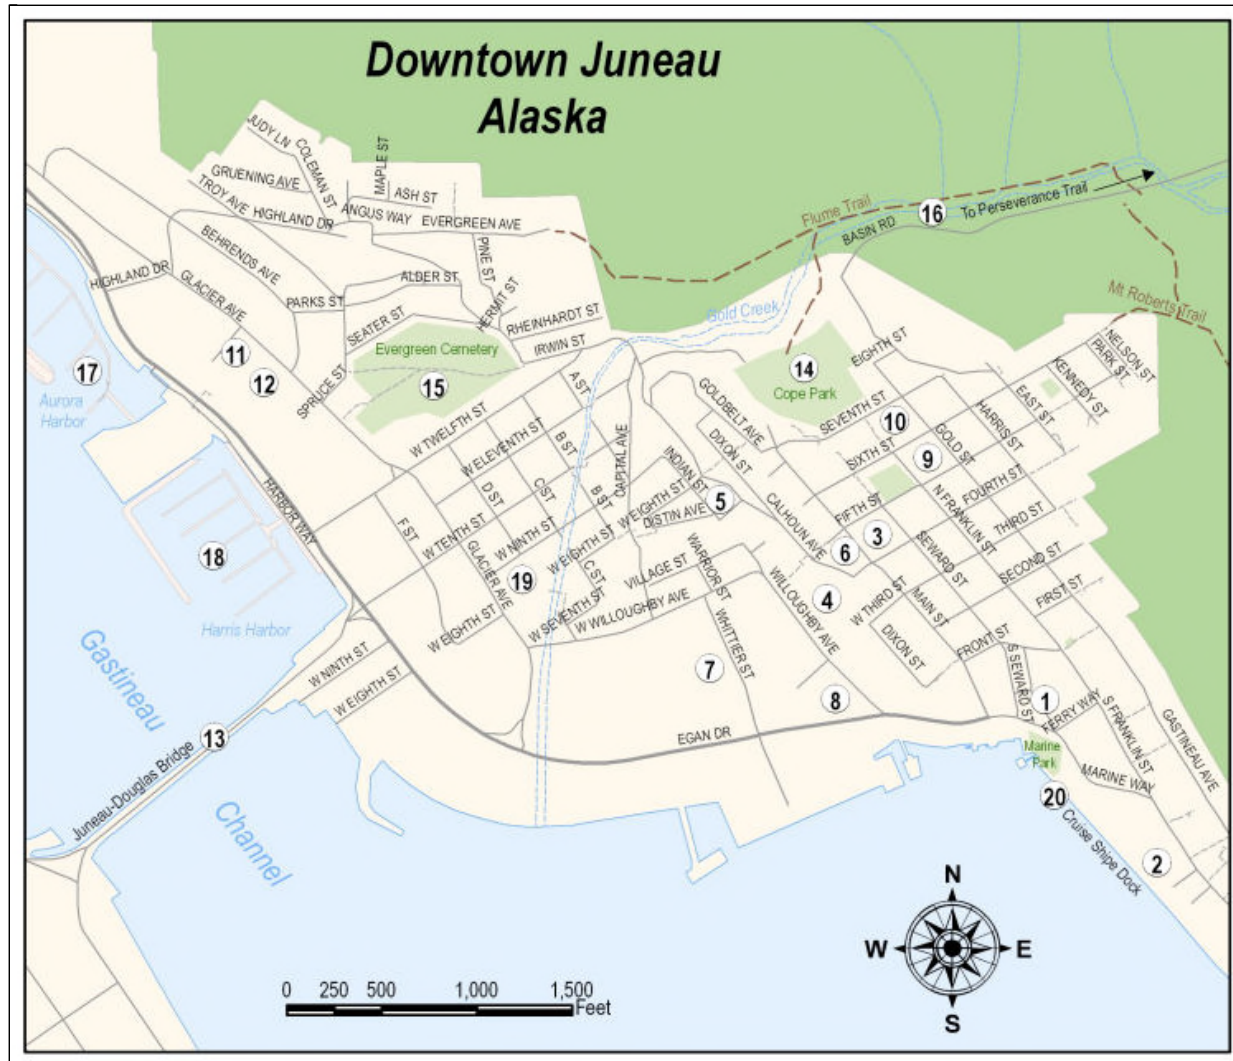 Downtown Juneau
Alaska
JUDY LN
COLEMAN ST
MAPLE ST
GRUENING AVE
TROY AVE
ASH ST
ANGUS WAY
HIGHLAND DR
EVERGREEN AVE
BEHRENDS AVE
PINE ST
HIGHLAND DR
GLACIER AVE
ALDER ST
PARKS ST
HERMIT ST
SEATER ST
RHEINHARDT ST
IRWIN ST
Evergreen Cemetery
SPRUCE ST
11
12
15
17
Aurora
Harbor
18
Harris Harbor
HARBOR WAY
Flume Trail
16
To Perseverance Trail
BASIN RD
Gold Creek
Mt Roberts Trail
14
Cope Park
EIGHTH ST
NELSON ST
PARK ST
KENNEDY ST
EAST ST
HARRIS ST
GOLD ST
SEVENTH ST
10
SIXTH ST
9
GOLDBELT AVE
DIXON ST
A ST
W TWELFTH ST
W ELEVENTH ST
B ST
CAPITAL AVE
INDIAN ST
5
W EIGHTH ST
DISTIN AVE
CALHOUN AVE
FIFTH ST
N FRANKLIN ST
FOURTH ST
THIRD ST
D ST
C ST
B ST
W TENTH ST
W NINTH ST
W EIGHTH ST
F ST
GLACIER AVE
19
C ST
VILLAGE ST
WARRIOR ST
6
3
SEWARD ST
SECOND ST
WILLOUGHBY AVE
4
W THIRD ST
MAIN ST
FIRST ST
W SEVENTH ST
W WILLOUGHBY AVE
W EIGHTH ST
WHITTIER ST
DIXON ST
FRONT ST
S SEWARD ST
7
8
1
FERRY WAY
S FRANKLIN ST
GASTINEAU AVE
W NINTH ST
W EIGHTH ST
EGAN DR
Marine
Park
MARINE WAY
13
Juneau-Douglas Bridge
20
Cruise Shipe Dock
2
Gastineau
Channel
N
W
E
S
0 250 500 1,000 1,500
Feet